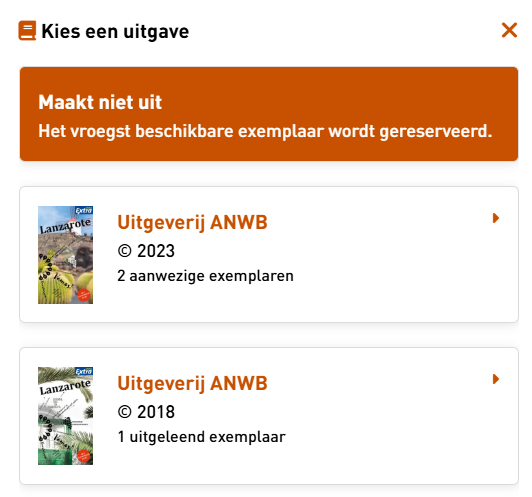 Kies een uitgave
Maakt niet uit
Het vroegst beschikbare exemplaar wordt gereserveerd.
Extra
Lanzarote
Uitgeverij ANWB
© 2023
2 aanwezige exemplaren
Extra
Lanzarote
Uitgeverij ANWB
© 2018
1 uitgeleend exemplaar